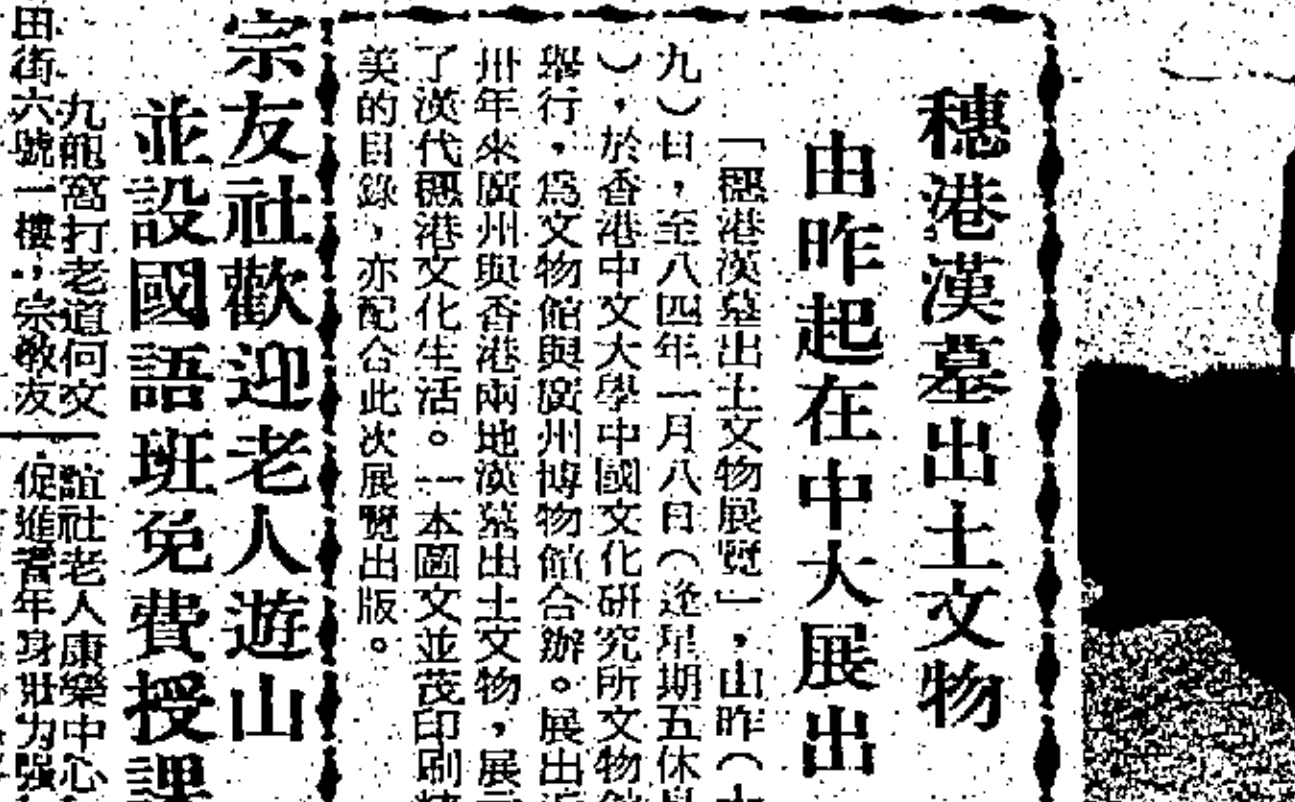 穗港漢墓出土文物
由昨起在中大展出
「穗港漢墓出土文物展覽」,由昨(十
九)日,至八四年一月八日(逢星期五休
),於香港中文大學中國文化研究所文物
舉行,爲文物館與廣州博物館合辦。展出
卅年來廣州與香港兩地漢墓出土文物,展
了漢代穗港文化生活。一本圖文並茂印刷
美的目錄,亦配合此次展覽出版。
宗友社歡迎老人遊山
並設國語班免費授課
九龍窩打老道何文
田街六號一樓,宗教友
誼社老人康樂中心
促進耆年身壯力強